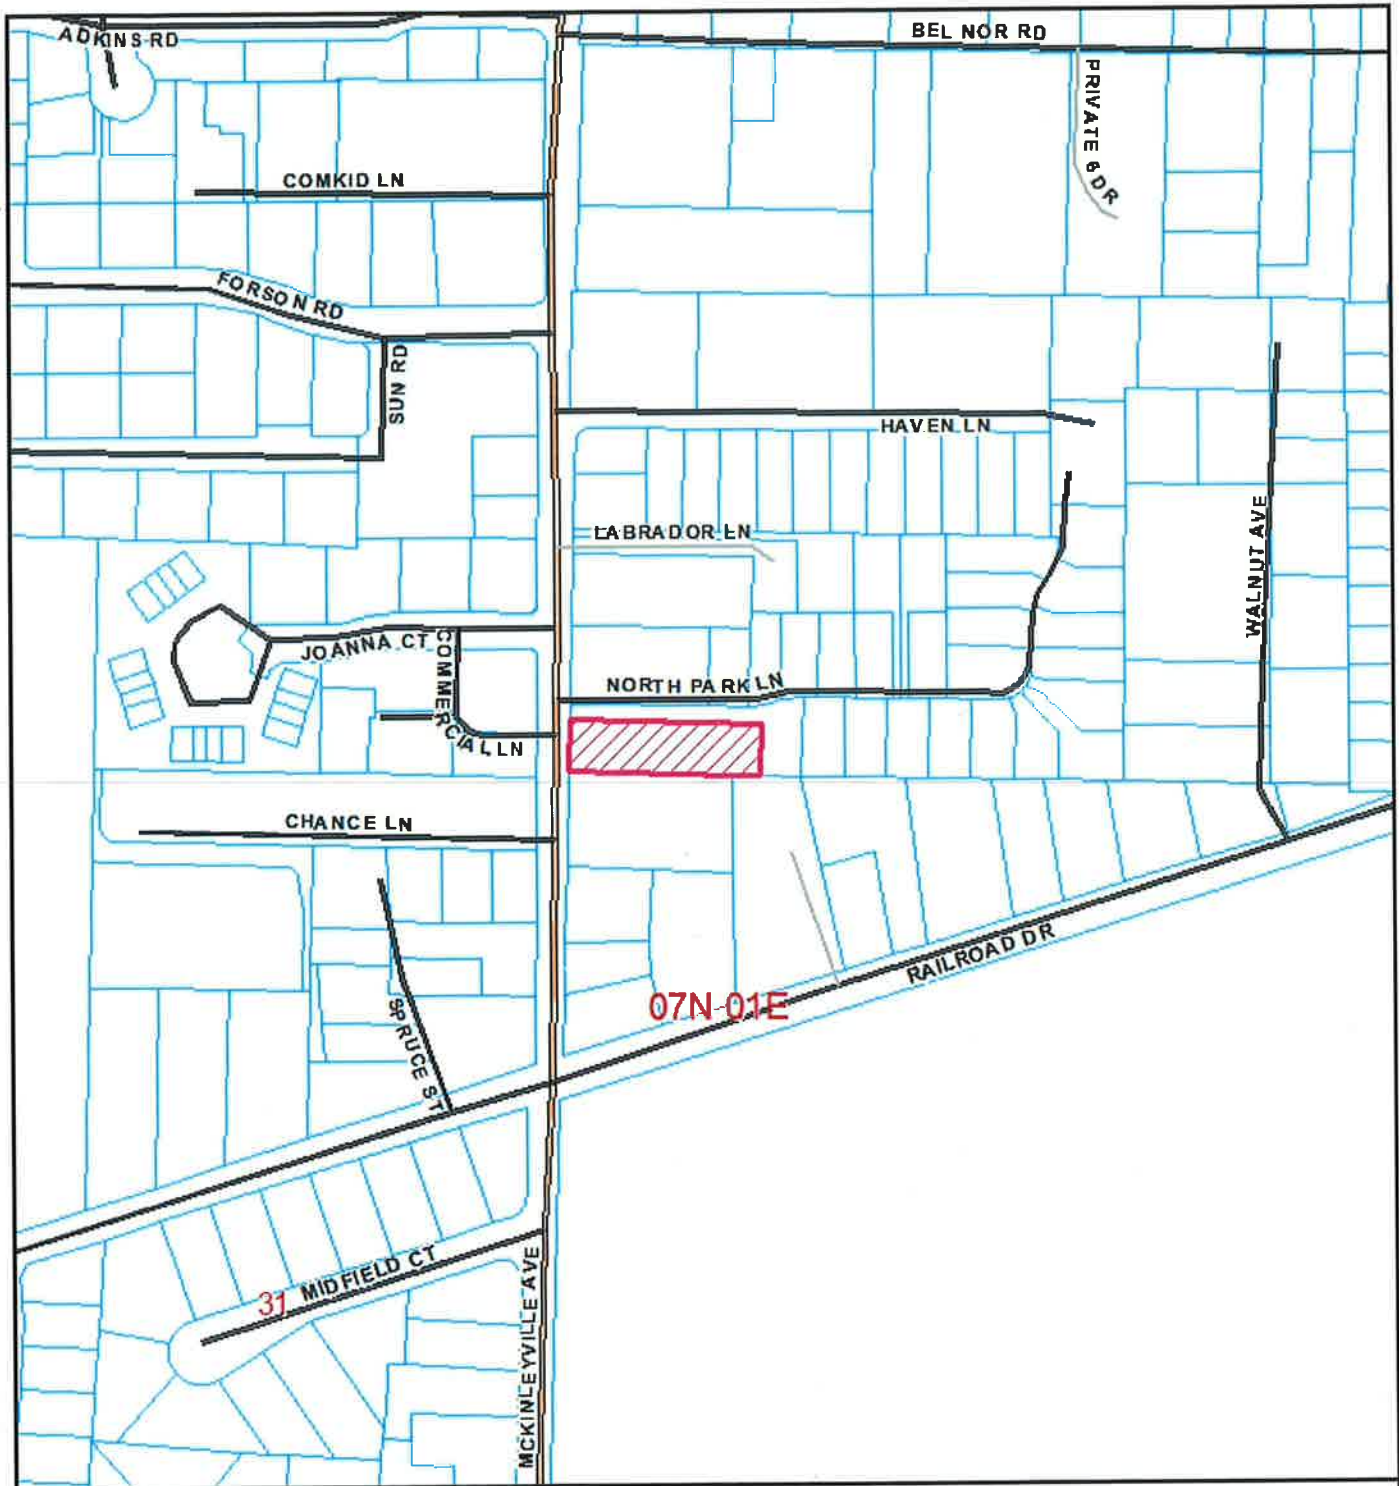 BEL NOR RD
ADKINS RD
PRIVATE 6 DR
COMKID LN
FORSON RD
SUN RD
HAVEN LN
LABRADOR LN
WALNUT AVE
JOANNA CT
COMMERCIAL LN
NORTH PARK LN
CHANCE LN
RAILROAD DR
07N 01E
SPRUCE ST
MIDFIELD CT
31
MCKINLEYVILLE AVE